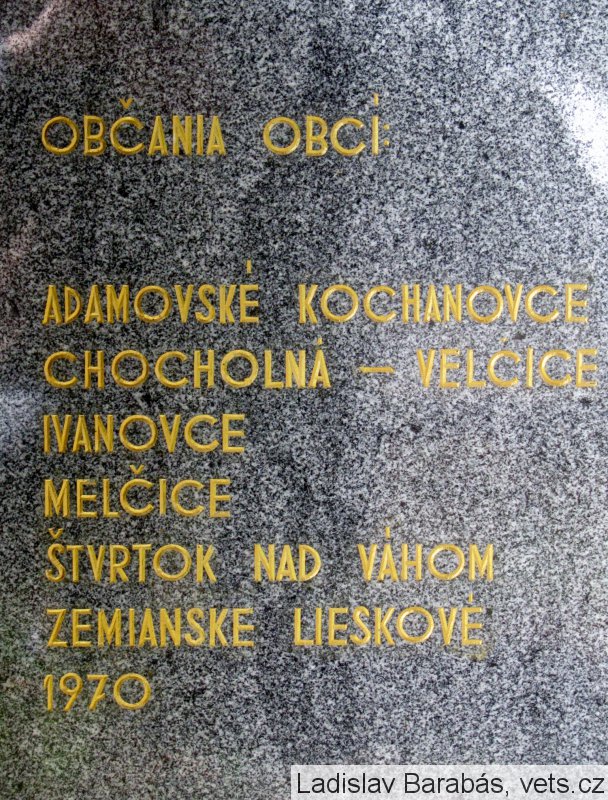 OBČANIA OBCÍ:
ADAMOVSKÉ KOCHANOVCE
CHOCHOLNÁ – VELČICE
IVANOVCE
MELČICE
ŠTVRTOK NAD VÁHOM
ZEMIANSKE LIESKOVÉ
1970
Ladislav Barabás, vets.cz